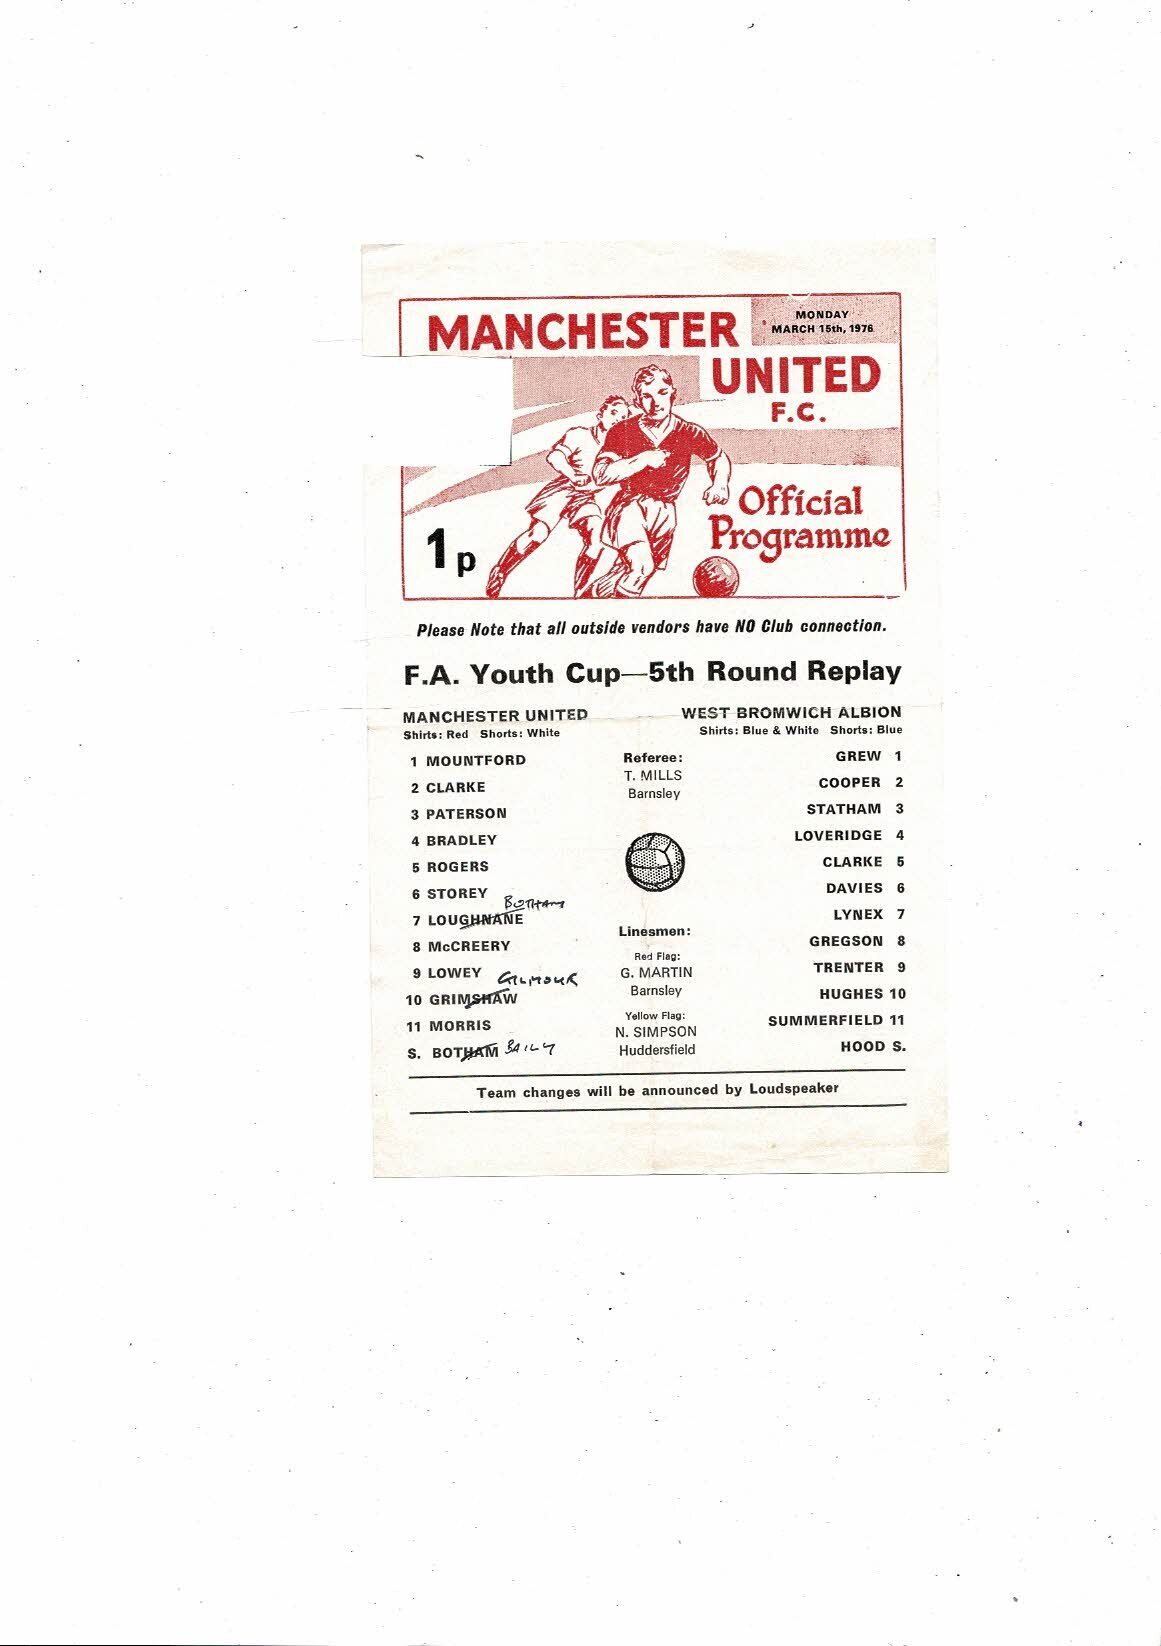 MANCHESTER
MONDAY
MARCH 15th, 1976
UNITED
F.C.
Official
Programme
1p
Please Note that all outside vendors have NO Club connection.
F.A. Youth Cup—5th Round Replay
MANCHESTER UNITED
Shirts: Red Shorts: White
1 MOUNTFORD
2 CLARKE
3 PATERSON
4 BRADLEY
5 ROGERS
6 STOREY
BOTHAM
7 LOUGHNANE
8 McCREERY
9 LOWEY
GILMOUR
10 GRIMSHAW
11 MORRIS
S. BOTHAM BAILY
Referee:
T. MILLS
Barnsley
Linesmen:
Red Flag:
G. MARTIN
Barnsley
Yellow Flag:
N. SIMPSON
Huddersfield
WEST BROMWICH ALBION
Shirts: Blue & White Shorts: Blue
GREW 1
COOPER 2
STATHAM 3
LOVERIDGE 4
CLARKE 5
DAVIES 6
LYNEX 7
GREGSON 8
TRENTER 9
HUGHES 10
SUMMERFIELD 11
HOOD S.
Team changes will be announced by Loudspeaker